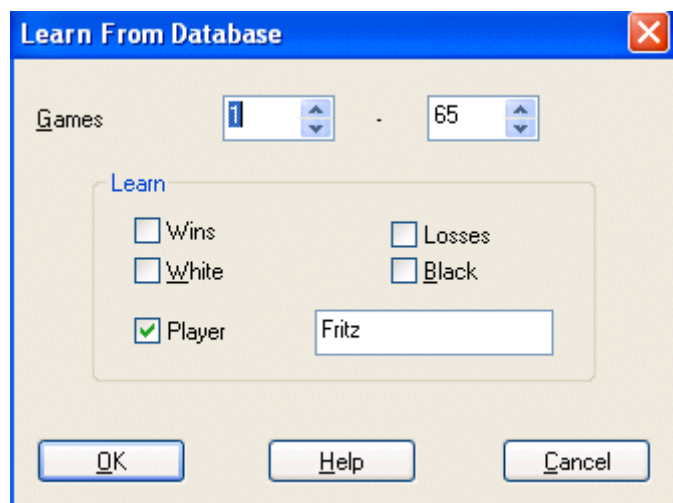 Learn From Database
Games 1 - 65
Learn
Wins Losses
White Black
Player Fritz
OK Help Cancel